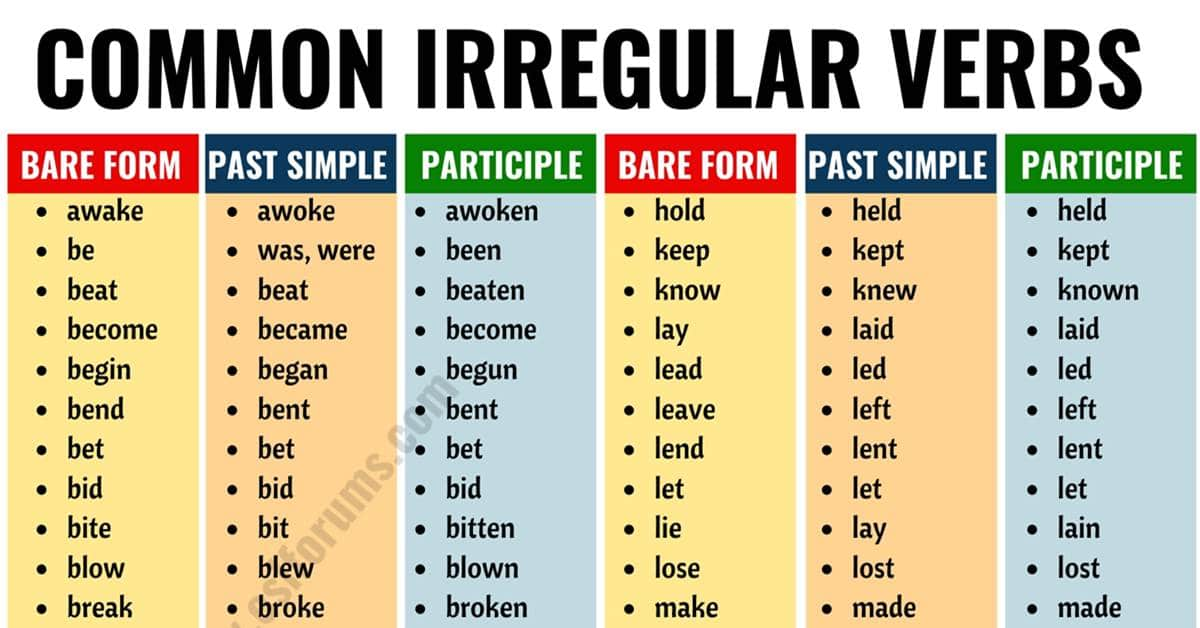 COMMON IRREGULAR VERBS
BARE FORM PAST SIMPLE PARTICIPLE BARE FORM PAST SIMPLE PARTICIPLE
• awake • awoke • awoken • hold • held • held
• be • was, were • been • keep • kept • kept
• beat • beat • beaten • know • knew • known
• become • became • become • lay • laid • laid
• begin • began • begun • lead • led • led
• bend • bent • bent • leave • left • left
• bet • bet • bet • lend • lent • lent
• bid • bid • bid • let • let • let
• bite • bit • bitten • lie • lay • lain
• blow • blew • blown • lose • lost • lost
• break • broke • broken • make • made • made